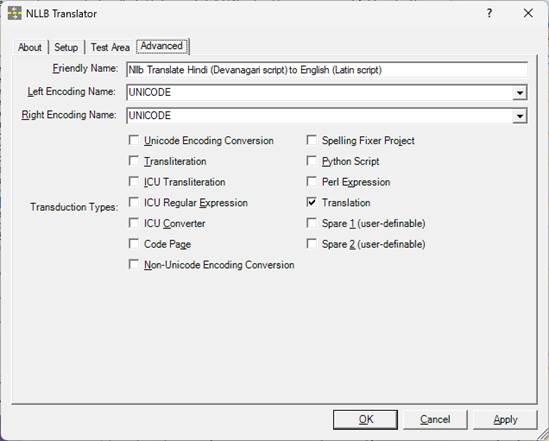 NLLB Translator
? ×
About Setup Test Area Advanced
Friendly Name: Nllb Translate Hindi (Devanagari script) to English (Latin script)
Left Encoding Name: UNICODE
Right Encoding Name: UNICODE
Unicode Encoding Conversion Spelling Fixer Project
Transliteration Python Script
ICU Transliteration Perl Expression
Transduction Types: ICU Regular Expression Translation
ICU Converter Spare 1 (user-definable)
Code Page Spare 2 (user-definable)
Non-Unicode Encoding Conversion
OK Cancel Apply